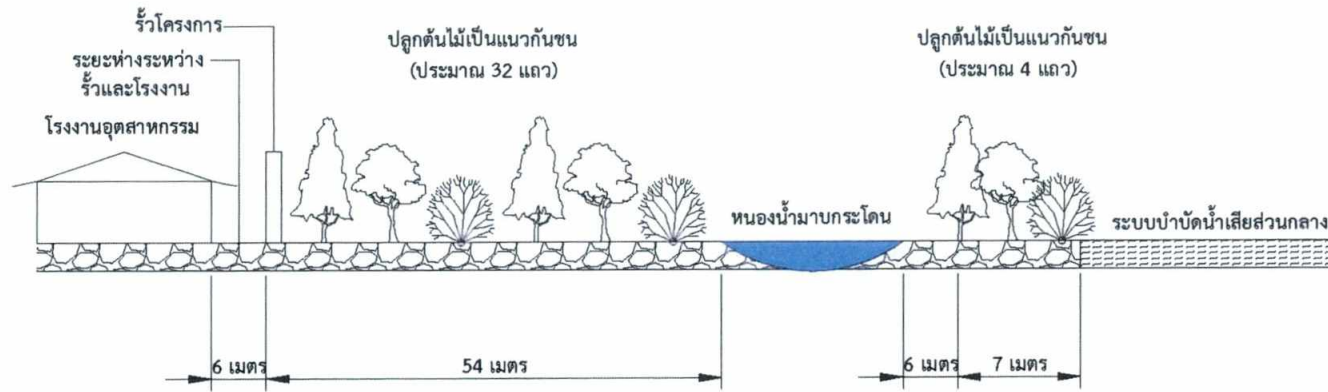 รั้วโครงการ
ระยะห่างระหว่าง
รั้วและโรงงาน
โรงงานอุตสาหกรรม
ปลูกต้นไม้เป็นแนวกันชน
(ประมาณ 32 แถว)
ปลูกต้นไม้เป็นแนวกันชน
(ประมาณ 4 แถว)
หนองน้ำมาบกระโดน
ระบบบำบัดน้ำเสียส่วนกลาง
6 เมตร
54 เมตร
6 เมตร
7 เมตร